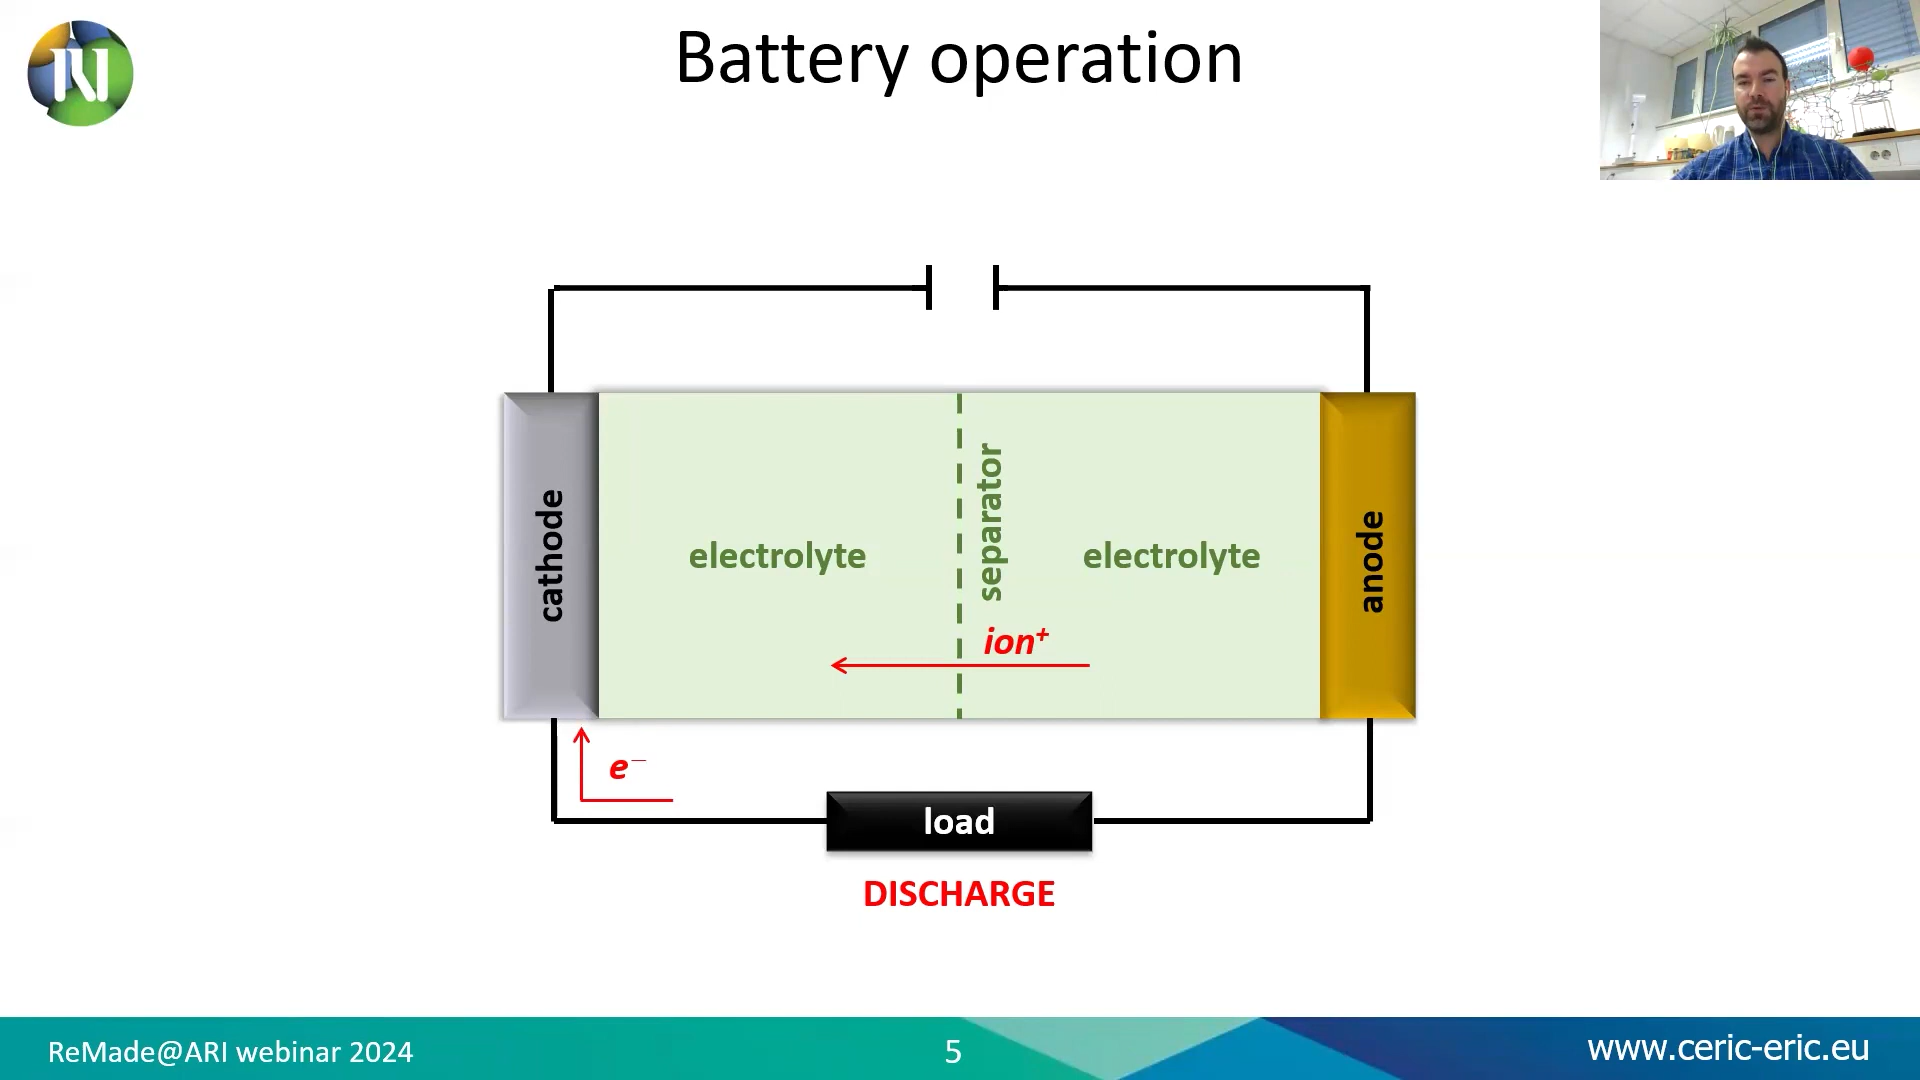 Battery operation
cathode
electrolyte
separator
electrolyte
anode
ion⁺
e⁻
load
DISCHARGE
ReMade@ARI webinar 2024
5
www.ceric-eric.eu